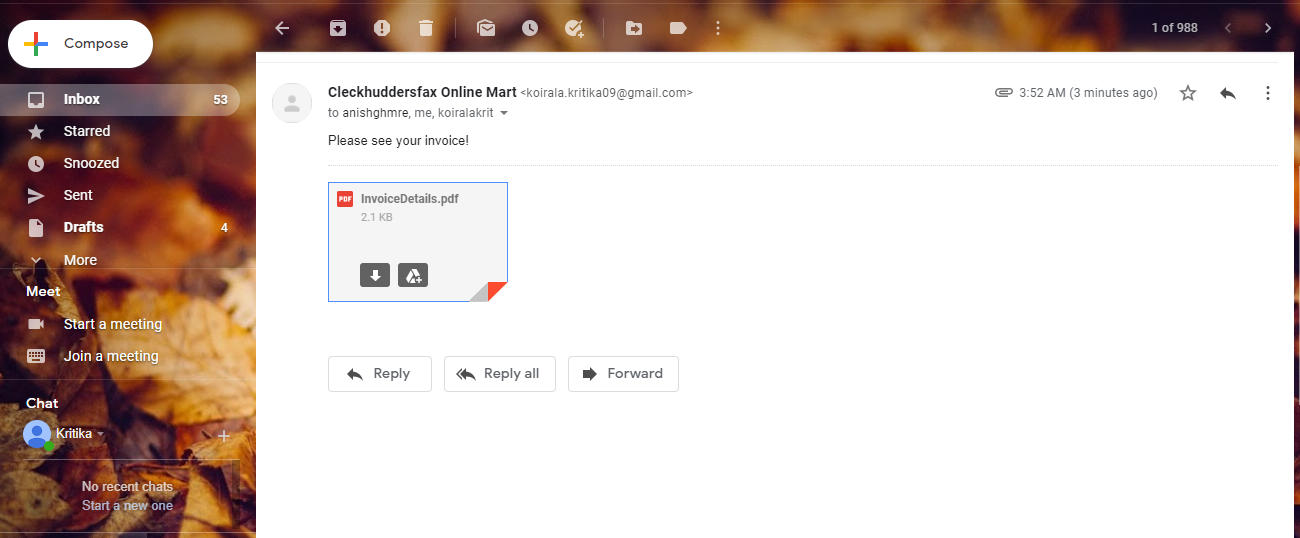 Compose
1 of 988
Inbox 53
Starred
Snoozed
Sent
Drafts 4
More
Meet
Start a meeting
Join a meeting
Chat
Kritika
No recent chats
Start a new one
Cleckhuddersfax Online Mart <koirala.kritika09@gmail.com>
3:52 AM (3 minutes ago)
to anishghmre, me, koiralakrit
Please see your invoice!
PDF InvoiceDetails.pdf
2.1 KB
Reply Reply all Forward